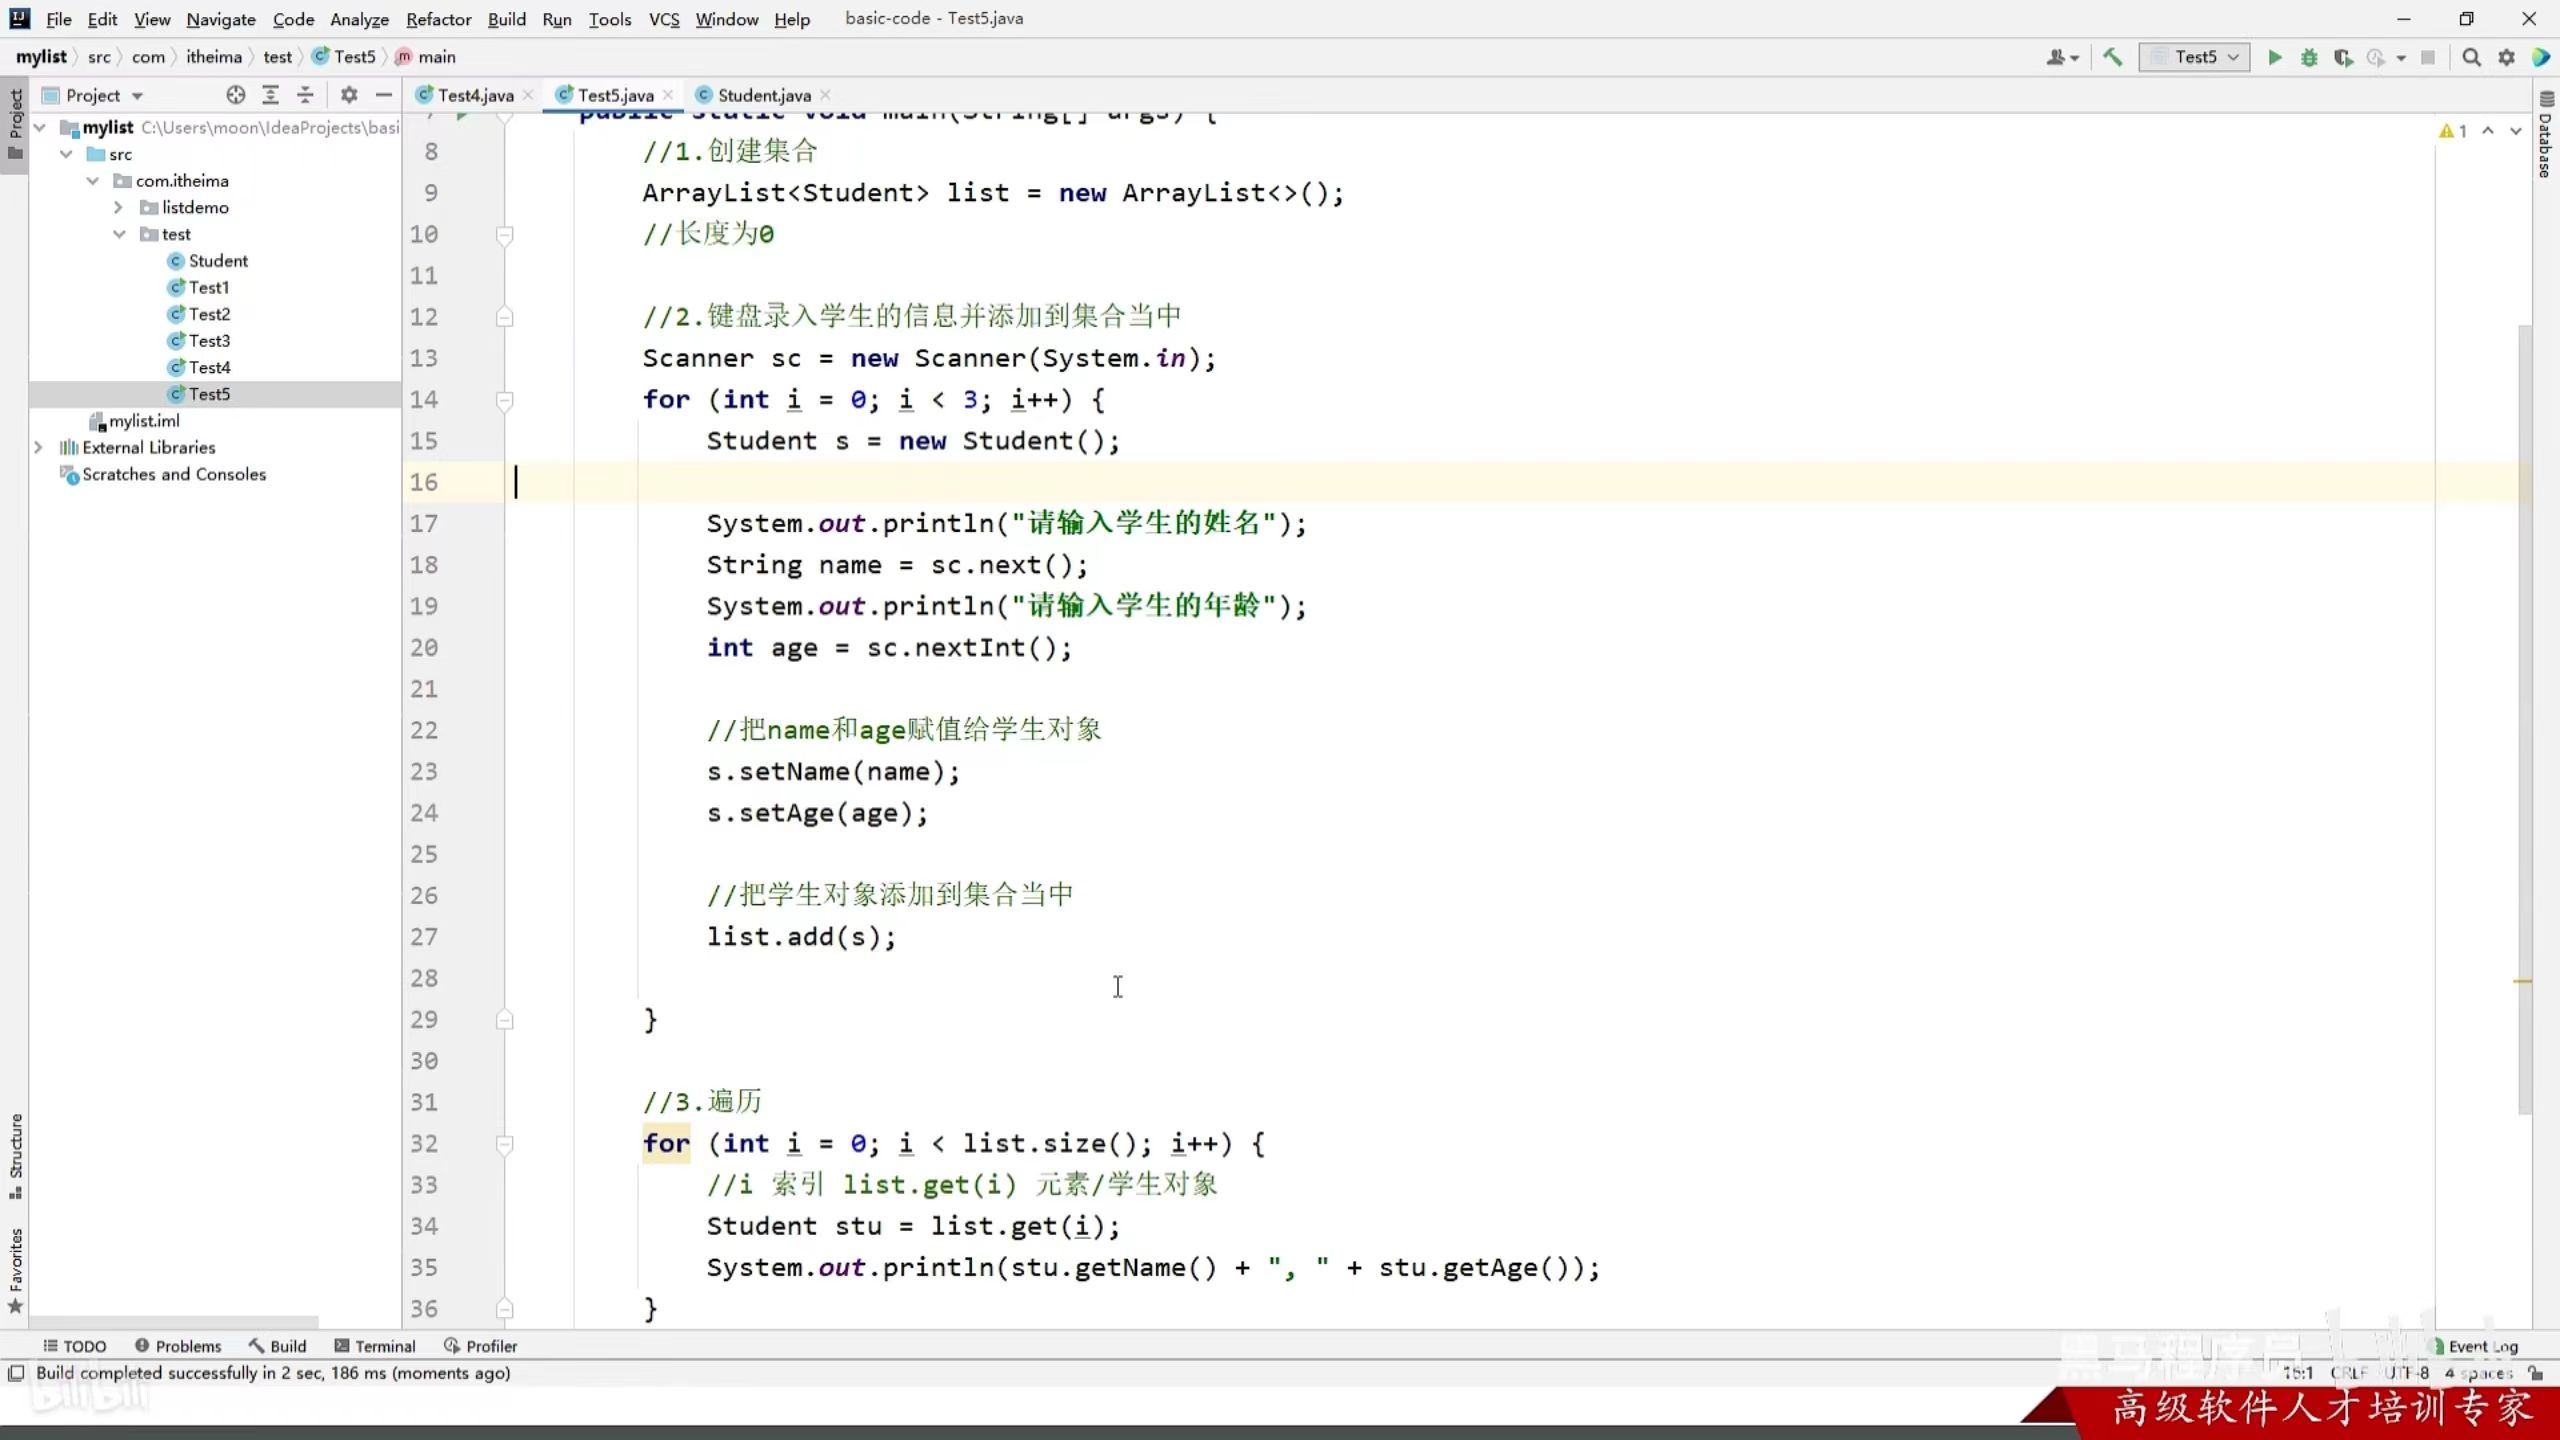 File Edit View Navigate Code Analyze Refactor Build Run Tools VCS Window Help basic-code - Test5.java
mylist src com itheima test Test5 main
Test5
Project
Test4.java Test5.java Student.java
Project
Database
mylist C:\Users\moon\IdeaProjects\basi
src
com.itheima
listdemo
test
Student
Test1
Test2
Test3
Test4
Test5
mylist.iml
External Libraries
Scratches and Consoles
1
7 public static void main(String[] args) {
8 //1.创建集合
9 ArrayList<Student> list = new ArrayList<>();
10 //长度为0
11
12 //2.键盘录入学生的信息并添加到集合当中
13 Scanner sc = new Scanner(System.in);
14 for (int i = 0; i < 3; i++) {
15 Student s = new Student();
16
17 System.out.println("请输入学生的姓名");
18 String name = sc.next();
19 System.out.println("请输入学生的年龄");
20 int age = sc.nextInt();
21
22 //把name和age赋值给学生对象
23 s.setName(name);
24 s.setAge(age);
25
26 //把学生对象添加到集合当中
27 list.add(s);
28
29 }
30
31 //3.遍历
32 for (int i = 0; i < list.size(); i++) {
33 //i 索引 list.get(i) 元素/学生对象
34 Student stu = list.get(i);
35 System.out.println(stu.getName() + ", " + stu.getAge());
36 }
Structure
Favorites
TODO Problems Build Terminal Profiler Event Log
Build completed successfully in 2 sec, 186 ms (moments ago) 16:1 CRLF UTF-8 4 spaces
bilibili
高级软件人才培训专家